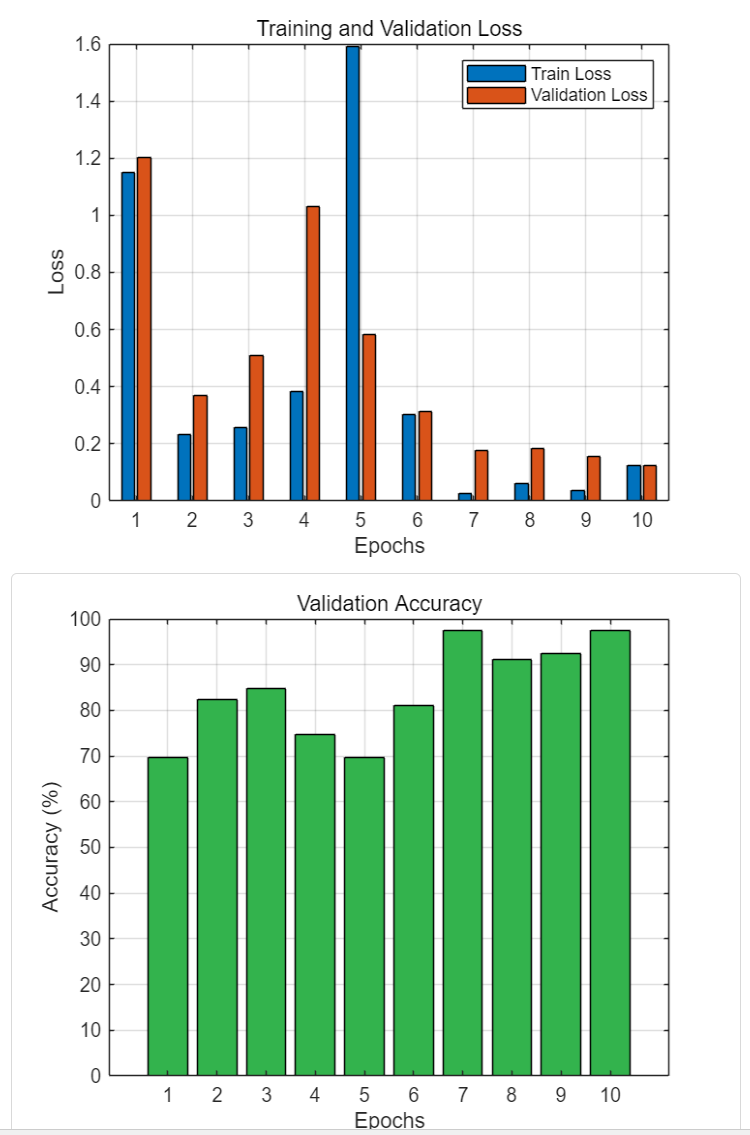 Training and Validation Loss
1.6
1.4
1.2
1
0.8
0.6
0.4
0.2
0
Loss
Train Loss
Validation Loss
1 2 3 4 5 6 7 8 9 10
Epochs
Validation Accuracy
100
90
80
70
60
50
40
30
20
10
0
Accuracy (%)
1 2 3 4 5 6 7 8 9 10
Epochs